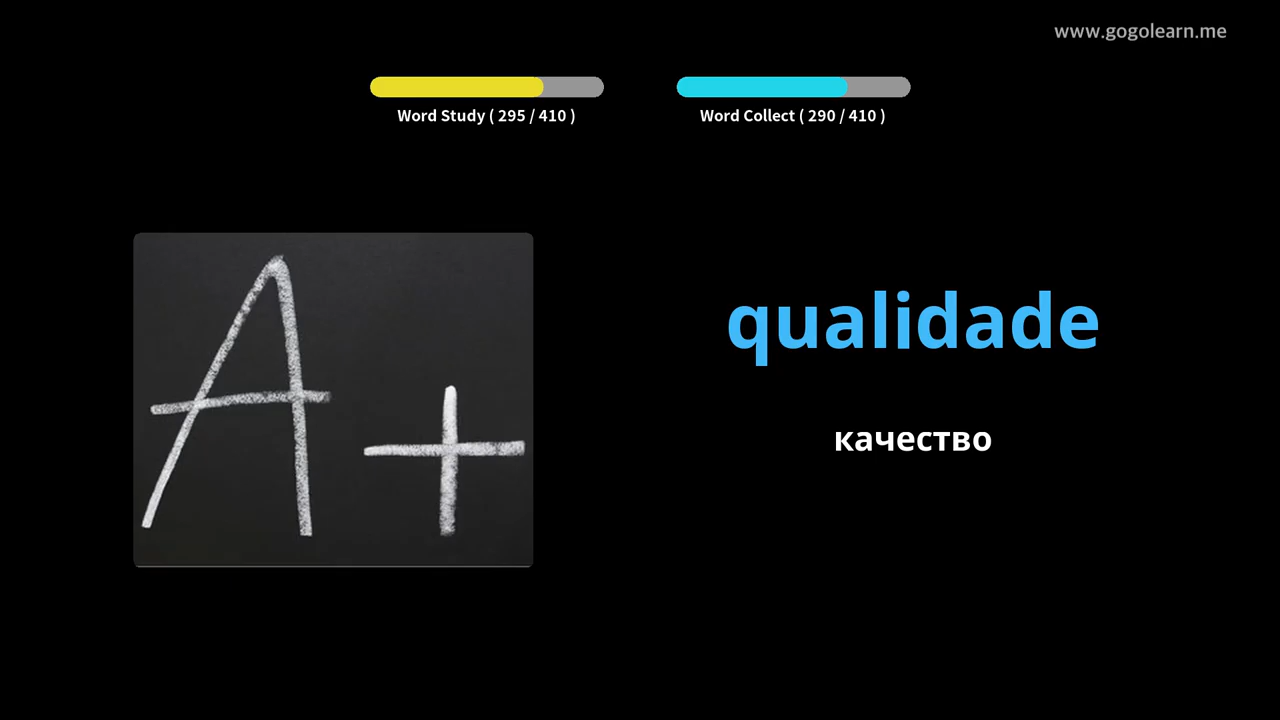 www.gogolearn.me
Word Study ( 295 / 410 )
Word Collect ( 290 / 410 )
A+
qualidade
качество